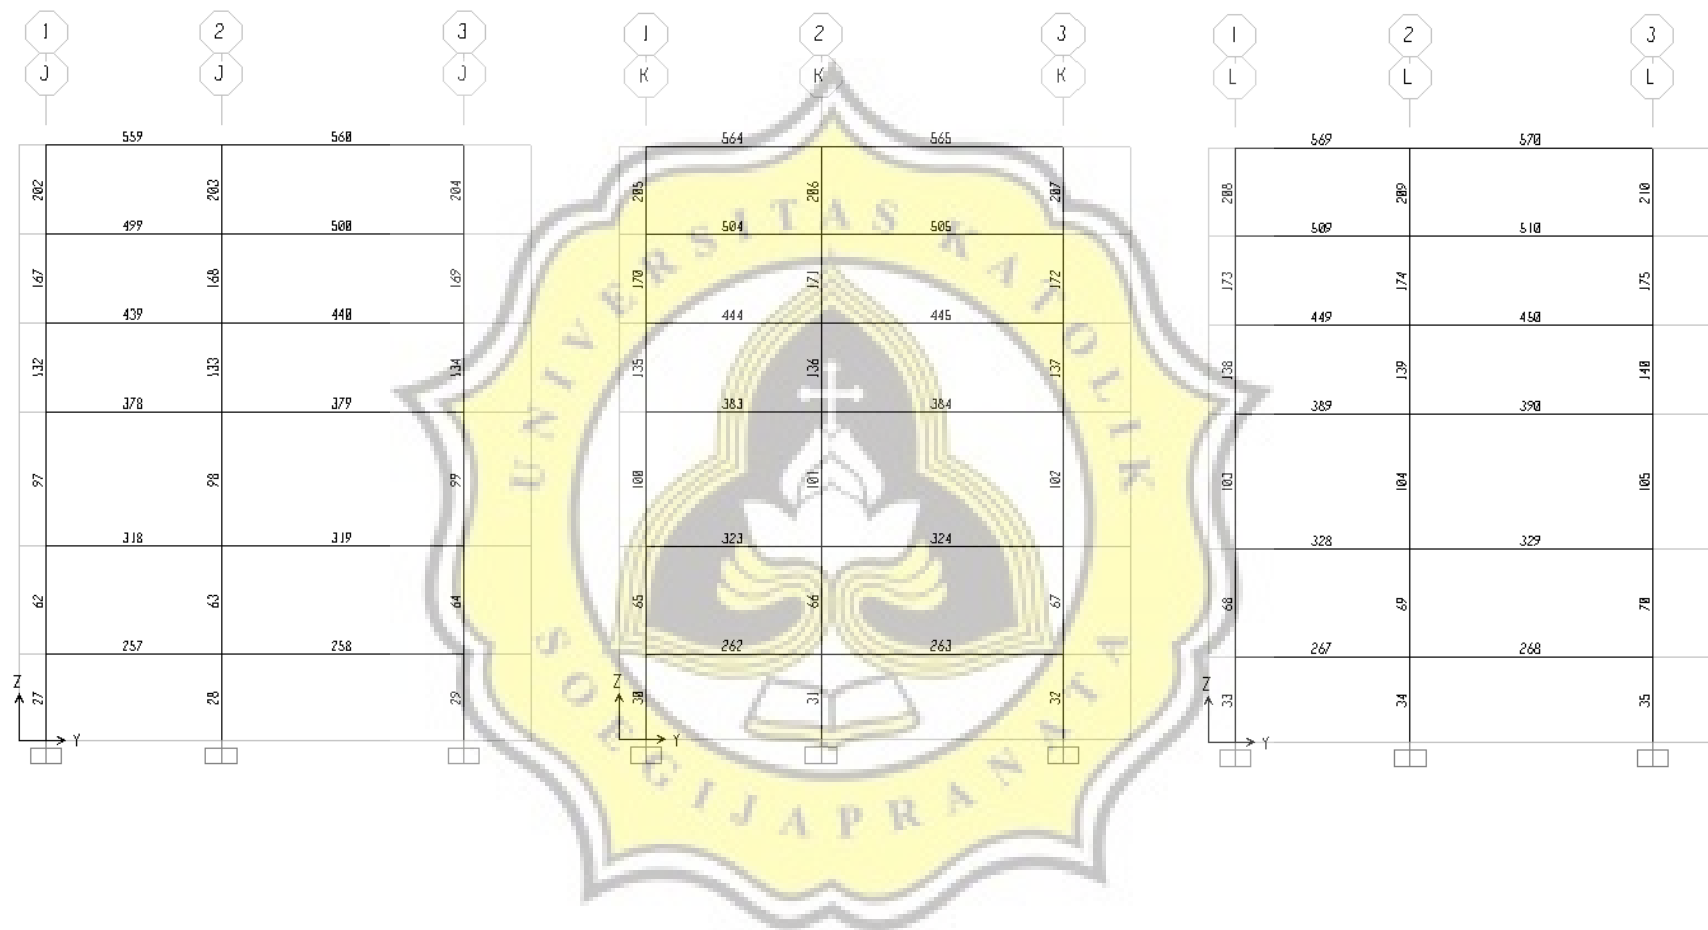 1 2 3 1 2 3 1 2 3
J J J K K K L L L
559 560 564 565 569 570
202 203 204 205 206 207 208 209 210
499 500 504 505 509 510
167 168 169 170 171 172 173 174 175
439 440 444 445 449 450
132 133 134 135 136 137 138 139 140
378 379 383 384 389 390
97 98 99 100 101 102 103 104 105
318 319 323 324 328 329
62 63 64 65 66 67 68 69 70
257 258 262 263 267 268
Z Z Z
27 28 29 30 31 32 33 34 35
Y Y Y
UNIVERSITAS KATOLIK
SOEGIJAPRANATA